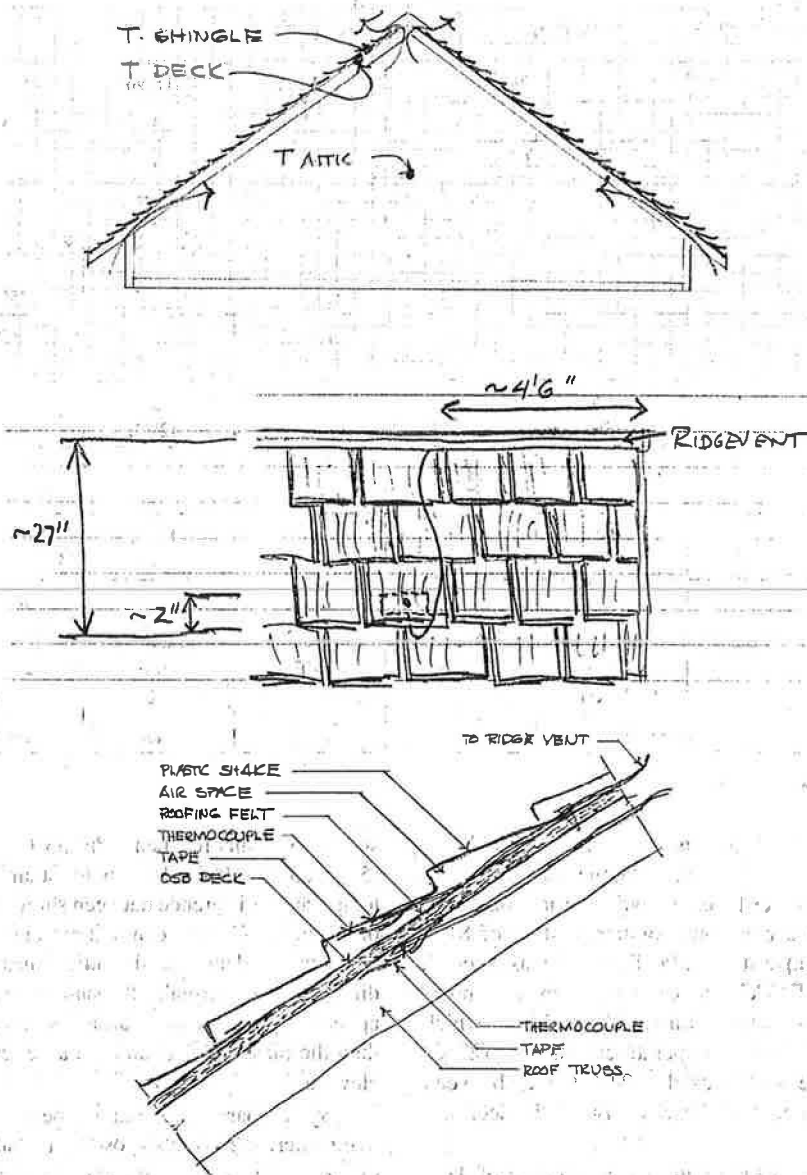 T. SHINGLE
T DECK
T ATTIC
~4'6"
RIDGEVENT
~27"
~2"
TO RIDGE VENT
PLASTIC SHAKE
AIR SPACE
ROOFING FELT
THERMOCOUPLE
TAPE
OSB DECK
THERMOCOUPLE
TAPE
ROOF TRUSS